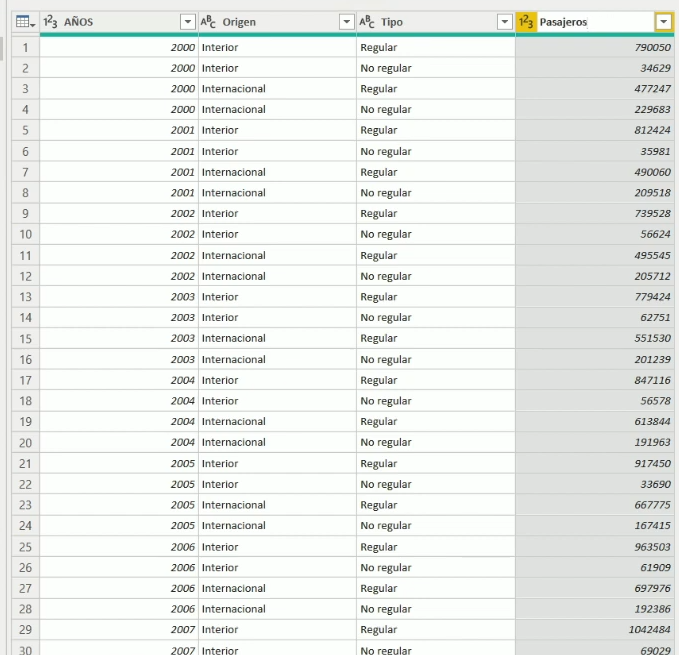 123 AÑOS ABC Origen ABC Tipo 123 Pasajeros
1 2000 Interior Regular 790050
2 2000 Interior No regular 34629
3 2000 Internacional Regular 477247
4 2000 Internacional No regular 229683
5 2001 Interior Regular 812424
6 2001 Interior No regular 35981
7 2001 Internacional Regular 490060
8 2001 Internacional No regular 209518
9 2002 Interior Regular 739528
10 2002 Interior No regular 56624
11 2002 Internacional Regular 495545
12 2002 Internacional No regular 205712
13 2003 Interior Regular 779424
14 2003 Interior No regular 62751
15 2003 Internacional Regular 551530
16 2003 Internacional No regular 201239
17 2004 Interior Regular 847116
18 2004 Interior No regular 56578
19 2004 Internacional Regular 613844
20 2004 Internacional No regular 191963
21 2005 Interior Regular 917450
22 2005 Interior No regular 33690
23 2005 Internacional Regular 667775
24 2005 Internacional No regular 167415
25 2006 Interior Regular 963503
26 2006 Interior No regular 61909
27 2006 Internacional Regular 697976
28 2006 Internacional No regular 192386
29 2007 Interior Regular 1042484
30 2007 Interior No regular 69029